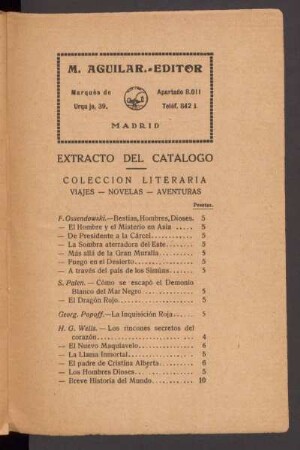 M. AGUILAR.-EDITOR
Marqués de
Urquijo, 39.
Apartado 8.011
Teléf. 842 J.
MADRID
EXTRACTO DEL CATALOGO
COLECCION LITERARIA
VIAJES — NOVELAS — AVENTURAS
Pesetas.
F. Ossendowski.—Bestias, Hombres, Dioses. 5
— El Hombre y el Misterio en Asia ..... 5
— De Presidente a la Cárcel............ 5
— La Sombra aterradora del Este....... 5
— Más allá de la Gran Muralla......... 5
— Fuego en el Desierto................ 5
— A través del país de los Simúns..... 5
S. Palen. — Cómo se escapó el Demonio
Blanco del Mar Negro................ 5
— El Dragón Rojo...................... 5
Georg. Popoff.—La Inquisición Roja..... 5
H. G. Wells.— Los rincones secretos del
corazón............................. 4
— El Nuevo Maquiavelo................. 6
— La Llama Inmortal................... 5
— El padre de Cristina Alberta........ 6
— Los Hombres Dioses.................. 5
— Breve Historia del Mundo........... 10